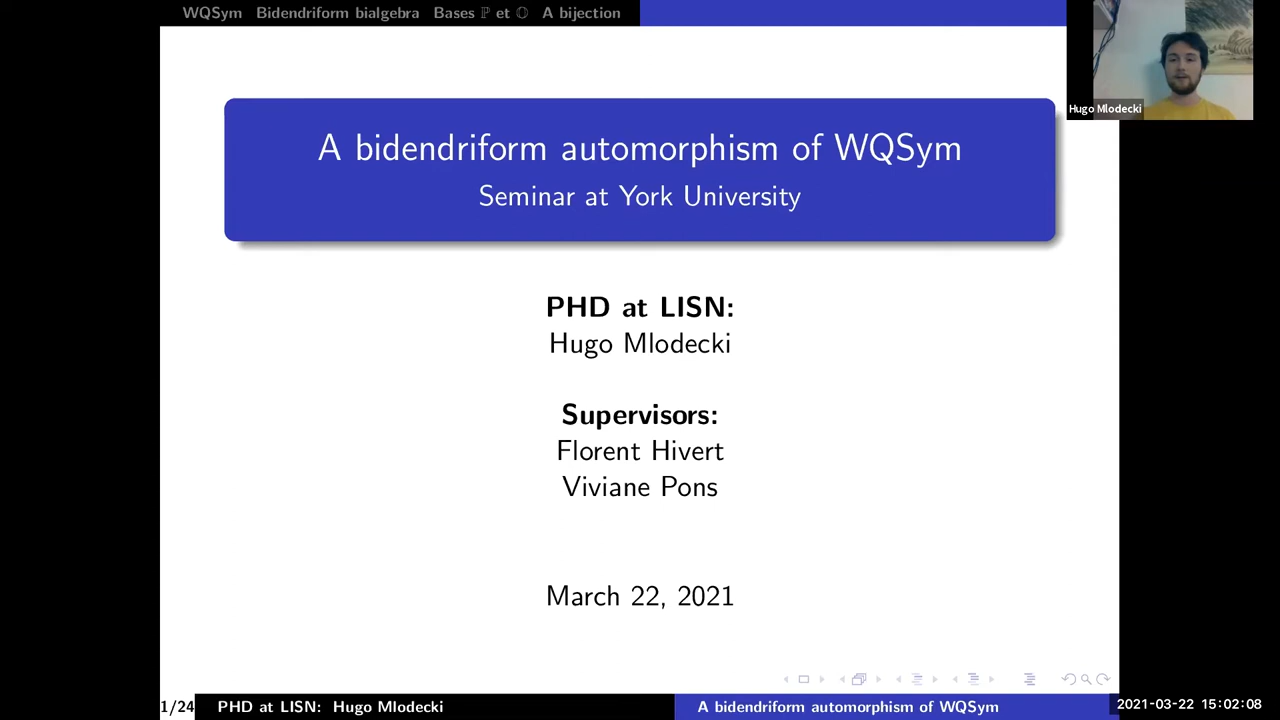 WQSym Bidendriform bialgebra Bases ℙ et 𝕆 A bijection
Hugo Mlodecki
A bidendriform automorphism of WQSym
Seminar at York University
PHD at LISN:
Hugo Mlodecki
Supervisors:
Florent Hivert
Viviane Pons
March 22, 2021
1/24 PHD at LISN: Hugo Mlodecki A bidendriform automorphism of WQSym 2021-03-22 15:02:08